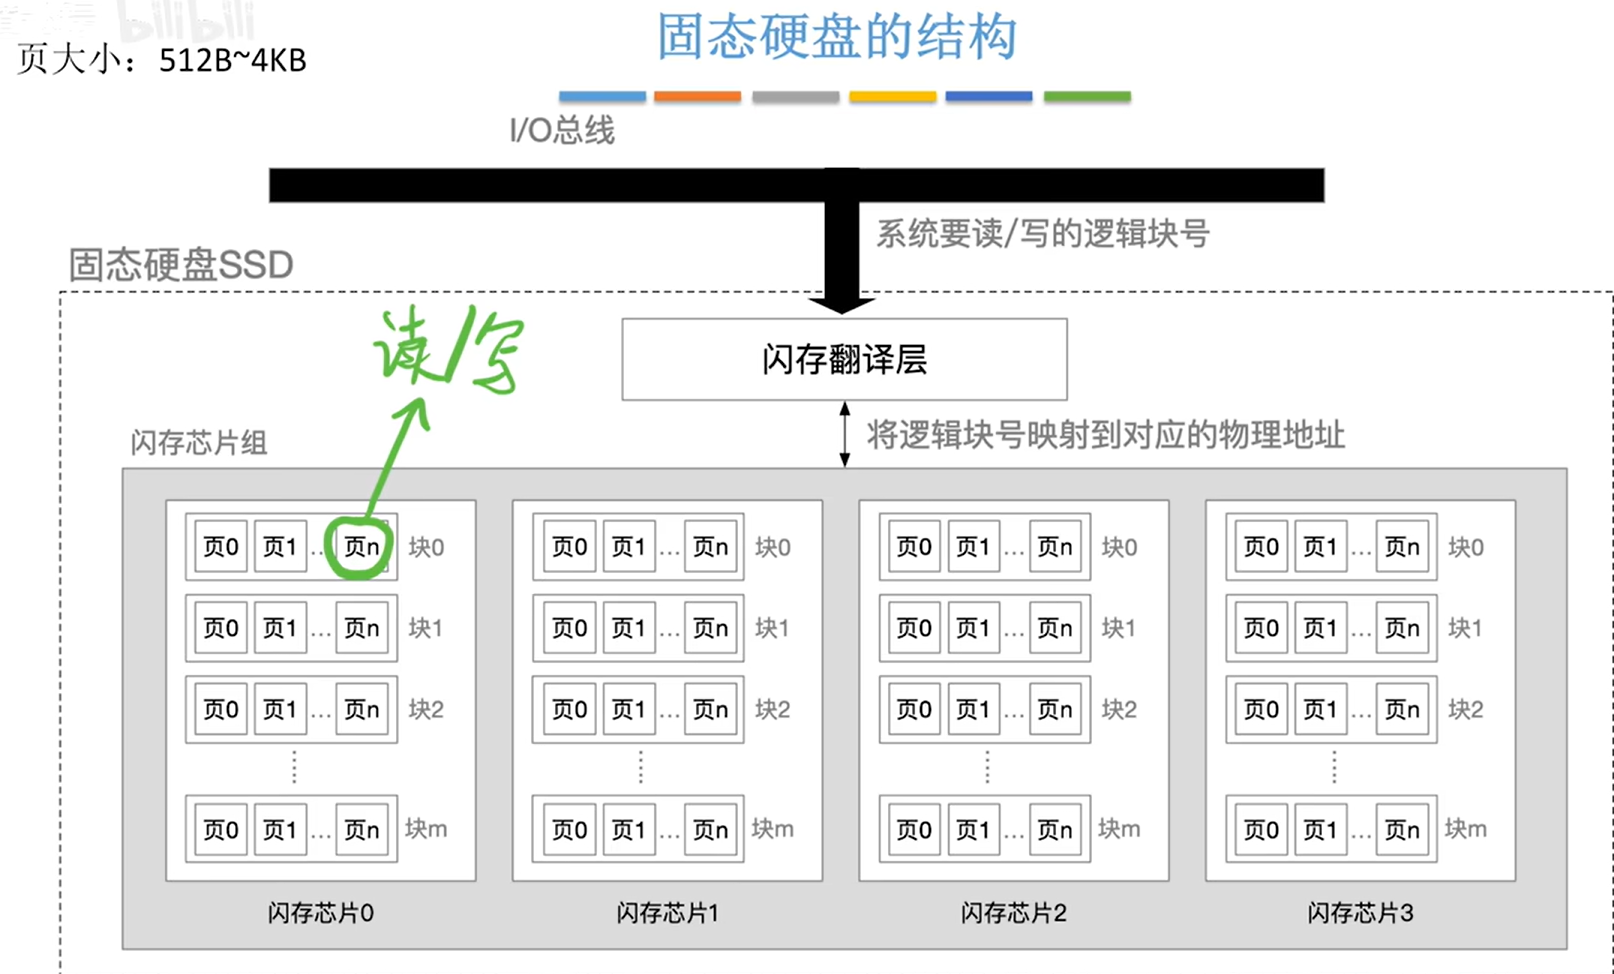 bilibili
页大小：512B~4KB
固态硬盘的结构
I/O总线
系统要读/写的逻辑块号
固态硬盘SSD
读/写
闪存翻译层
将逻辑块号映射到对应的物理地址
闪存芯片组
页0 页1 … 页n 块0 页0 页1 … 页n 块0 页0 页1 … 页n 块0 页0 页1 … 页n 块0
页0 页1 … 页n 块1 页0 页1 … 页n 块1 页0 页1 … 页n 块1 页0 页1 … 页n 块1
页0 页1 … 页n 块2 页0 页1 … 页n 块2 页0 页1 … 页n 块2 页0 页1 … 页n 块2
页0 页1 … 页n 块m 页0 页1 … 页n 块m 页0 页1 … 页n 块m 页0 页1 … 页n 块m
闪存芯片0 闪存芯片1 闪存芯片2 闪存芯片3